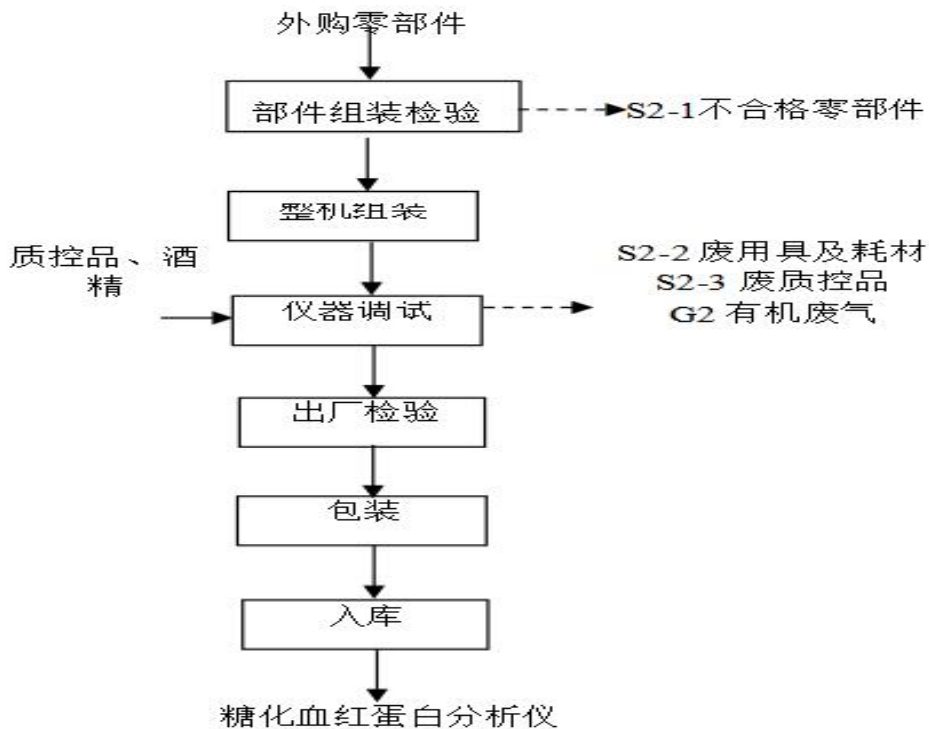 外购零部件
部件组装检验
S2-1不合格零部件
整机组装
质控品、酒
精
仪器调试
S2-2 废用具及耗材
S2-3 废质控品
G2 有机废气
出厂检验
包装
入库
糖化血红蛋白分析仪